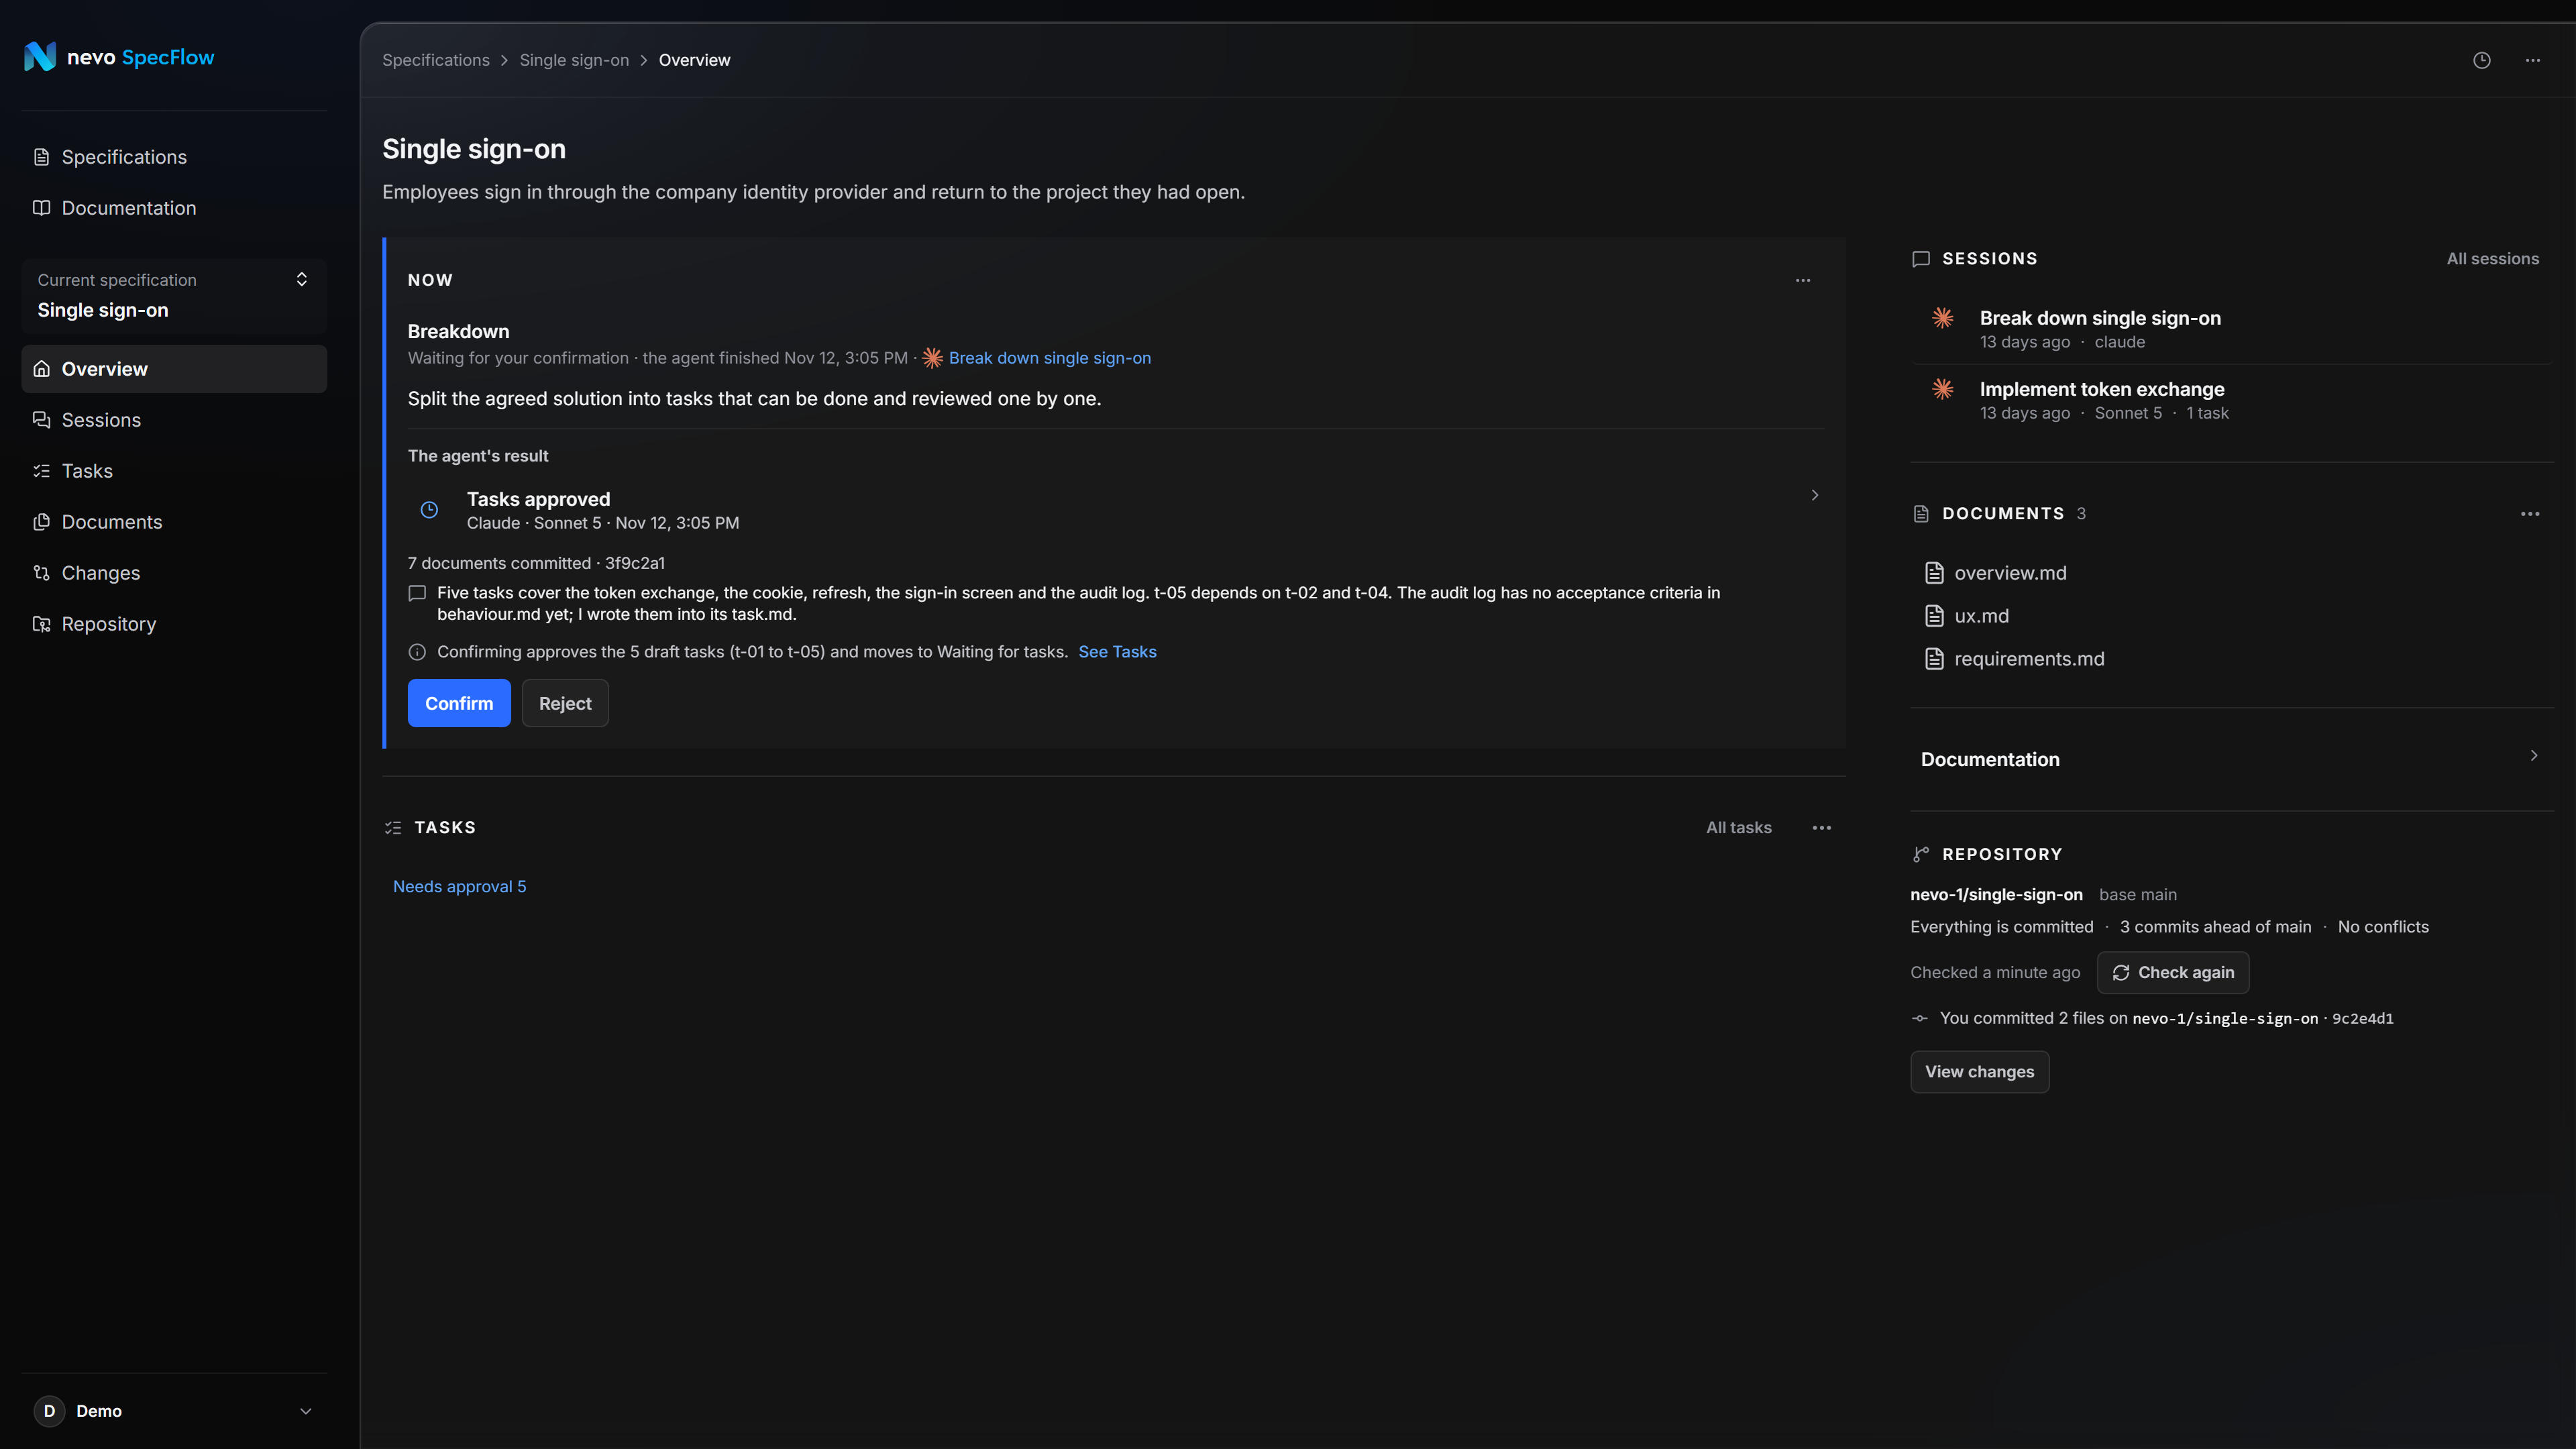 nevo SpecFlow
Specifications
Documentation
Current specification
Single sign-on
Overview
Sessions
Tasks
Documents
Changes
Repository
D Demo
Specifications > Single sign-on > Overview
Single sign-on
Employees sign in through the company identity provider and return to the project they had open.
NOW
Breakdown
Waiting for your confirmation · the agent finished Nov 12, 3:05 PM · Break down single sign-on
Split the agreed solution into tasks that can be done and reviewed one by one.
The agent's result
Tasks approved
Claude · Sonnet 5 · Nov 12, 3:05 PM
7 documents committed · 3f9c2a1
Five tasks cover the token exchange, the cookie, refresh, the sign-in screen and the audit log. t-05 depends on t-02 and t-04. The audit log has no acceptance criteria in
behaviour.md yet; I wrote them into its task.md.
Confirming approves the 5 draft tasks (t-01 to t-05) and moves to Waiting for tasks. See Tasks
Confirm Reject
TASKS
All tasks
Needs approval 5
SESSIONS
All sessions
Break down single sign-on
13 days ago · claude
Implement token exchange
13 days ago · Sonnet 5 · 1 task
DOCUMENTS 3
overview.md
ux.md
requirements.md
Documentation
REPOSITORY
nevo-1/single-sign-on base main
Everything is committed · 3 commits ahead of main · No conflicts
Checked a minute ago Check again
You committed 2 files on nevo-1/single-sign-on · 9c2e4d1
View changes